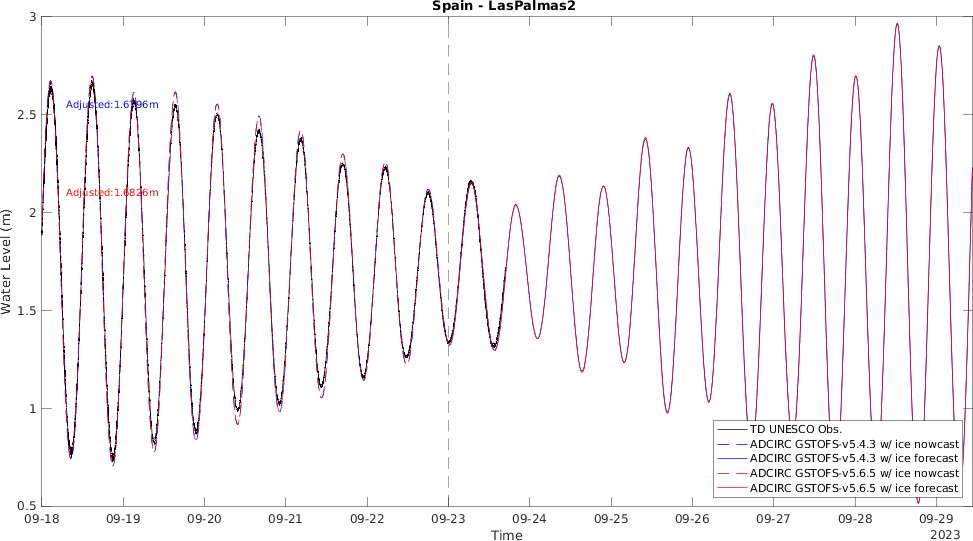 Spain - LasPalmas2
3
2.5
2
1.5
1
0.5
Water Level (m)
Adjusted:1.6796m
Adjusted:1.6826m
TD UNESCO Obs.
ADCIRC GSTOFS-v5.4.3 w/ ice nowcast
ADCIRC GSTOFS-v5.4.3 w/ ice forecast
ADCIRC GSTOFS-v5.6.5 w/ ice nowcast
ADCIRC GSTOFS-v5.6.5 w/ ice forecast
09-18 09-19 09-20 09-21 09-22 09-23 09-24 09-25 09-26 09-27 09-28 09-29
Time
2023